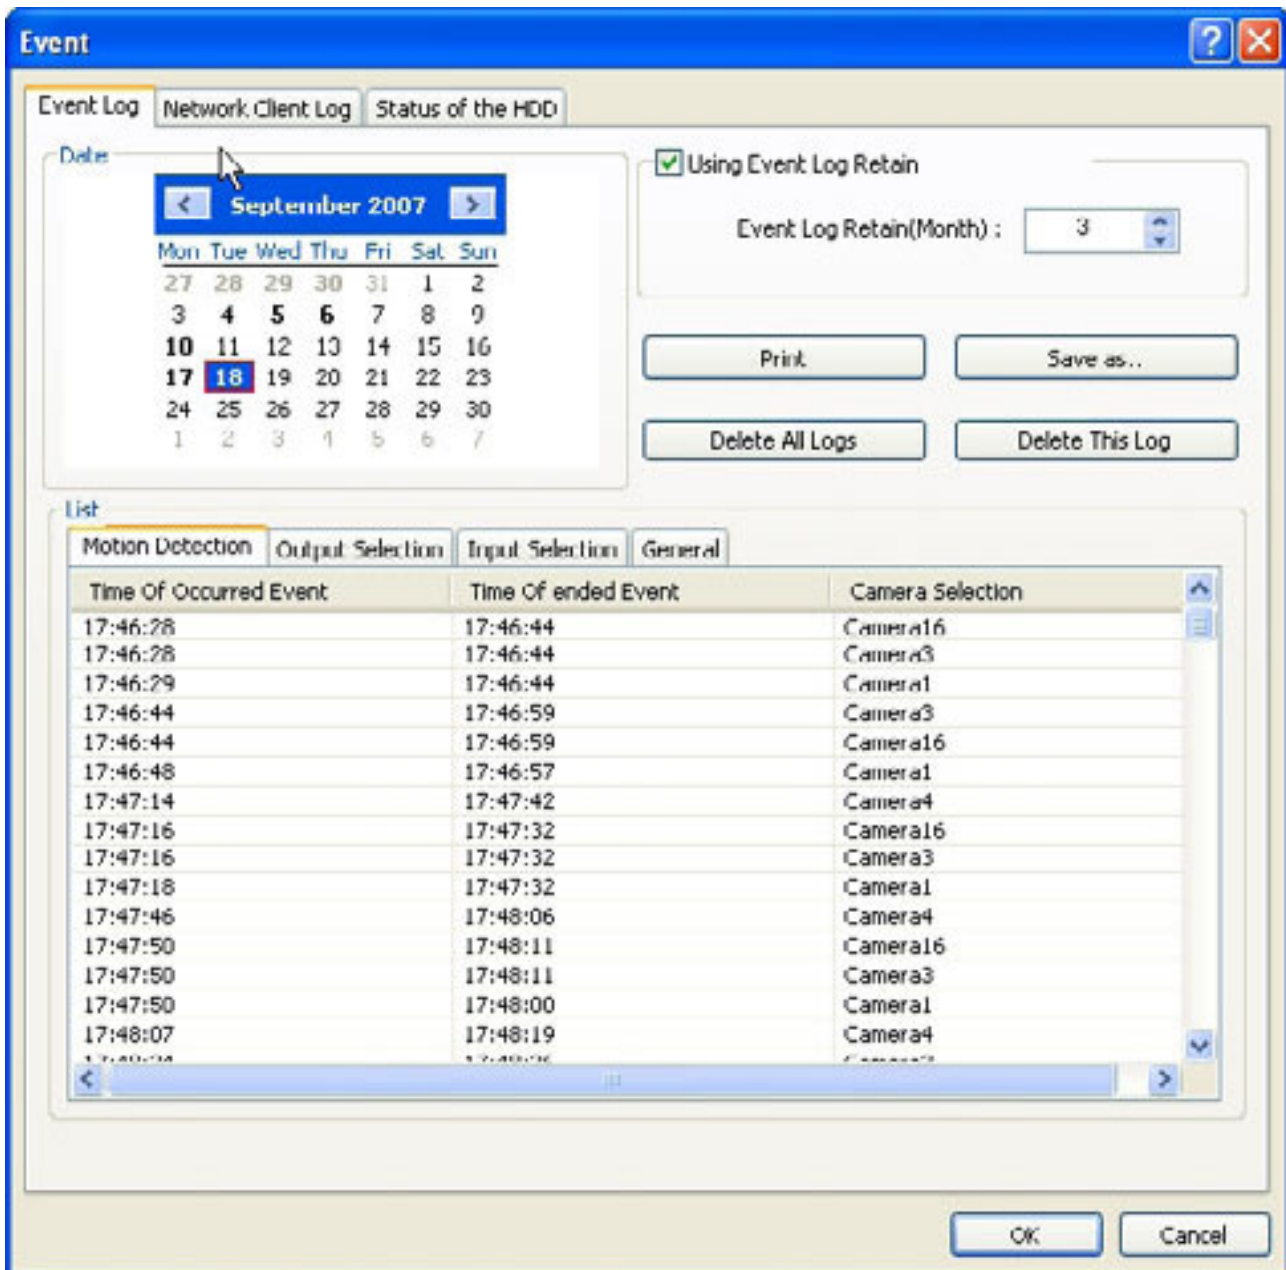 Event
Event Log Network Client Log Status of the HDD
Date
September 2007
Mon Tue Wed Thu Fri Sat Sun
27 28 29 30 31 1 2
3 4 5 6 7 8 9
10 11 12 13 14 15 16
17 18 19 20 21 22 23
24 25 26 27 28 29 30
1 2 3 4 5 6 7
Using Event Log Retain
Event Log Retain(Month) : 3
Print Save as..
Delete All Logs Delete This Log
List
Motion Detection Output Selection Input Selection General
Time Of Occurred Event Time Of ended Event Camera Selection
17:46:28 17:46:44 Camera16
17:46:28 17:46:44 Camera3
17:46:29 17:46:44 Camera1
17:46:44 17:46:59 Camera3
17:46:44 17:46:59 Camera16
17:46:48 17:46:57 Camera1
17:47:14 17:47:42 Camera4
17:47:16 17:47:32 Camera16
17:47:16 17:47:32 Camera3
17:47:18 17:47:32 Camera1
17:47:46 17:48:06 Camera4
17:47:50 17:48:11 Camera16
17:47:50 17:48:11 Camera3
17:47:50 17:48:00 Camera1
17:48:07 17:48:19 Camera4
OK Cancel